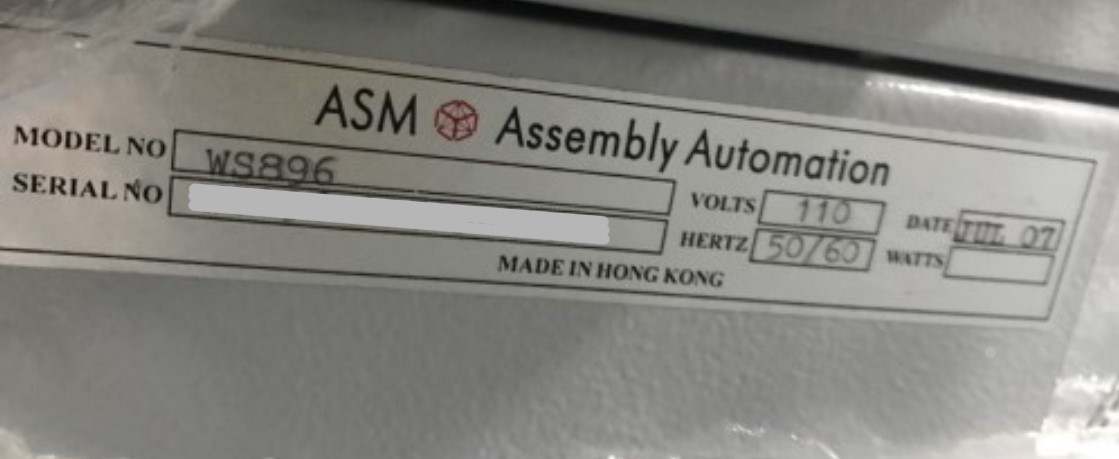 ASM Assembly Automation
MODEL NO WS896
SERIAL NO
VOLTS 110 DATE JUL 07
HERTZ 50/60 WATTS
MADE IN HONG KONG